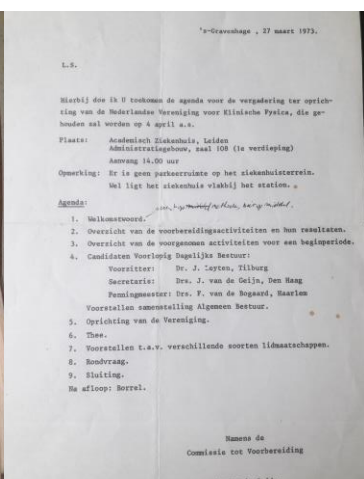 's-Gravenhage , 27 maart 1973.
L.S.
Hierbij doe ik U toekomen de agenda voor de vergadering ter oprich-
ting van de Nederlandse Vereniging voor Klinische Fysica, die ge-
houden zal worden op 4 april a.s.
Plaats: Academisch Ziekenhuis, Leiden
Administratiegebouw, zaal 108 (1e verdieping)
Aanvang 14.00 uur
Opmerking: Er is geen parkeerruimte op het ziekenhuisterrein.
Wel ligt het ziekenhuis vlakbij het station.
Agenda:
1. Welkomstwoord.
2. Overzicht van de voorbereidingsactiviteiten en hun resultaten.
3. Overzicht van de voorgenomen activiteiten voor een beginperiode.
4. Candidaten Voorlopig Dagelijks Bestuur:
Voorzitter: Dr. J. Zuyten, Tilburg
Secretaris: Drs. J. van de Geijn, Den Haag
Penningmeester: Drs. F. van de Bogaard, Haarlem
Voorstellen samenstelling Algemeen Bestuur.
5. Oprichting van de Vereniging.
6. Thee.
7. Voorstellen t.a.v. verschillende soorten lidmaatschappen.
8. Rondvraag.
9. Sluiting.
Na afloop: Borrel.
Namens de
Commissie tot Voorbereiding